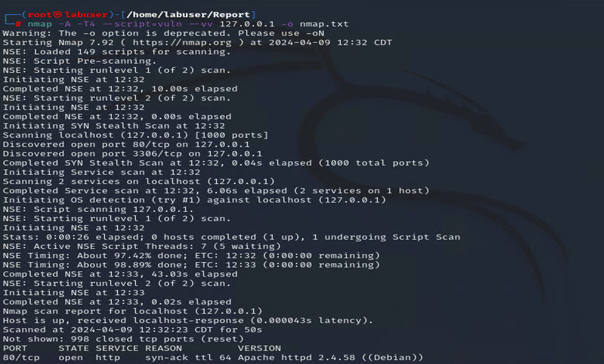 ┌──(root㉿labuser)-[/home/labuser/Report]
└─# nmap -A -T4 --script=vuln --vv 127.0.0.1 -o nmap.txt
Warning: The -o option is deprecated. Please use -oN
Starting Nmap 7.92 ( https://nmap.org ) at 2024-04-09 12:32 CDT
NSE: Loaded 149 scripts for scanning.
NSE: Script Pre-scanning.
NSE: Starting runlevel 1 (of 2) scan.
Initiating NSE at 12:32
Completed NSE at 12:32, 10.00s elapsed
NSE: Starting runlevel 2 (of 2) scan.
Initiating NSE at 12:32
Completed NSE at 12:32, 0.00s elapsed
Initiating SYN Stealth Scan at 12:32
Scanning localhost (127.0.0.1) [1000 ports]
Discovered open port 80/tcp on 127.0.0.1
Discovered open port 3306/tcp on 127.0.0.1
Completed SYN Stealth Scan at 12:32, 0.04s elapsed (1000 total ports)
Initiating Service scan at 12:32
Scanning 2 services on localhost (127.0.0.1)
Completed Service scan at 12:32, 6.06s elapsed (2 services on 1 host)
Initiating OS detection (try #1) against localhost (127.0.0.1)
NSE: Script scanning 127.0.0.1.
NSE: Starting runlevel 1 (of 2) scan.
Initiating NSE at 12:32
Stats: 0:00:26 elapsed; 0 hosts completed (1 up), 1 undergoing Script Scan
NSE: Active NSE Script Threads: 7 (5 waiting)
NSE Timing: About 97.42% done; ETC: 12:32 (0:00:00 remaining)
NSE Timing: About 98.89% done; ETC: 12:33 (0:00:00 remaining)
Completed NSE at 12:33, 43.03s elapsed
NSE: Starting runlevel 2 (of 2) scan.
Initiating NSE at 12:33
Completed NSE at 12:33, 0.02s elapsed
Nmap scan report for localhost (127.0.0.1)
Host is up, received localhost-response (0.000043s latency).
Scanned at 2024-04-09 12:32:23 CDT for 50s
Not shown: 998 closed tcp ports (reset)
PORT STATE SERVICE REASON VERSION
80/tcp open http syn-ack ttl 64 Apache httpd 2.4.58 ((Debian))